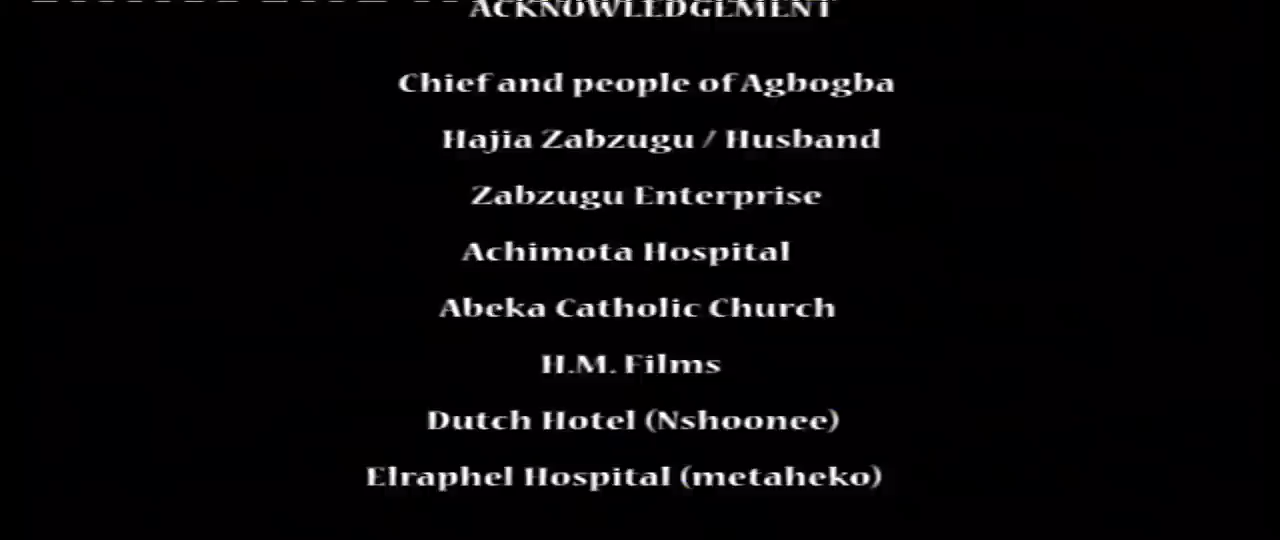 ACKNOWLEDGEMENT
Chief and people of Agbogba
Hajia Zabzugu / Husband
Zabzugu Enterprise
Achimota Hospital
Abeka Catholic Church
H.M. Films
Dutch Hotel (Nshoonee)
Elraphel Hospital (metaheko)